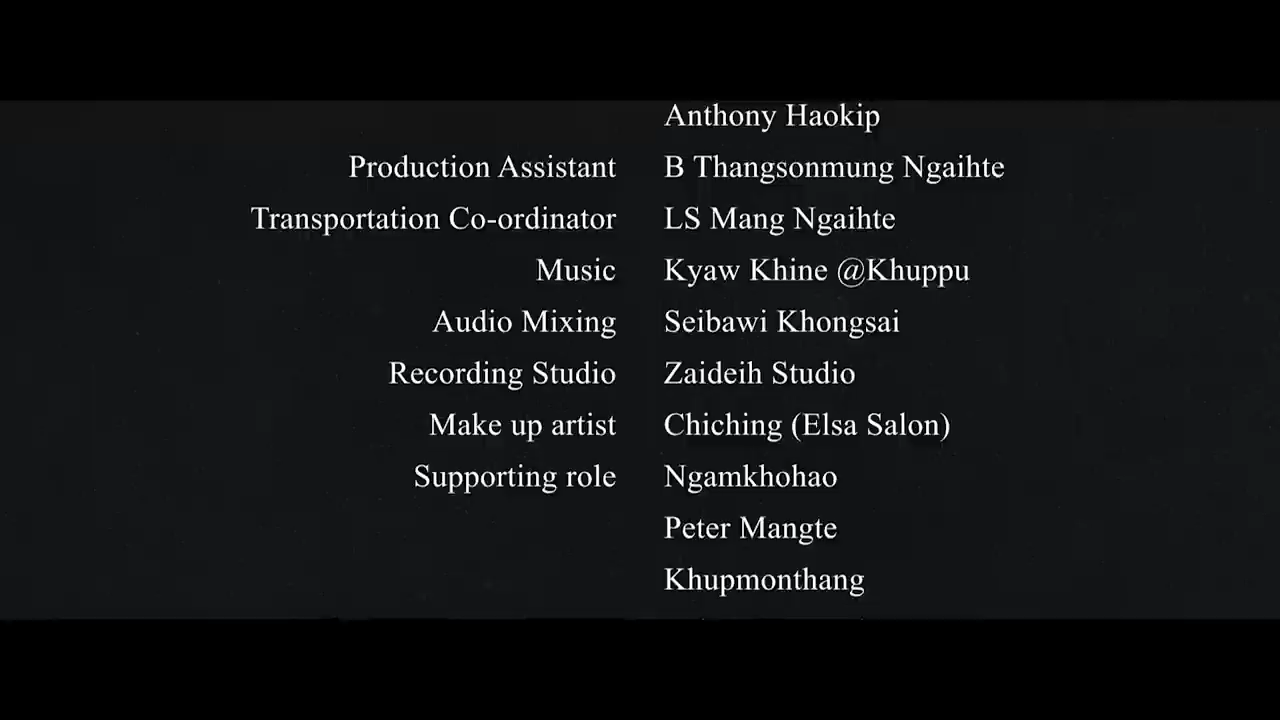 Anthony Haokip
Production Assistant B Thangsonmung Ngaihte
Transportation Co-ordinator LS Mang Ngaihte
Music Kyaw Khine @Khuppu
Audio Mixing Seibawi Khongsai
Recording Studio Zaideih Studio
Make up artist Chiching (Elsa Salon)
Supporting role Ngamkhohao
Peter Mangte
Khupmonthang